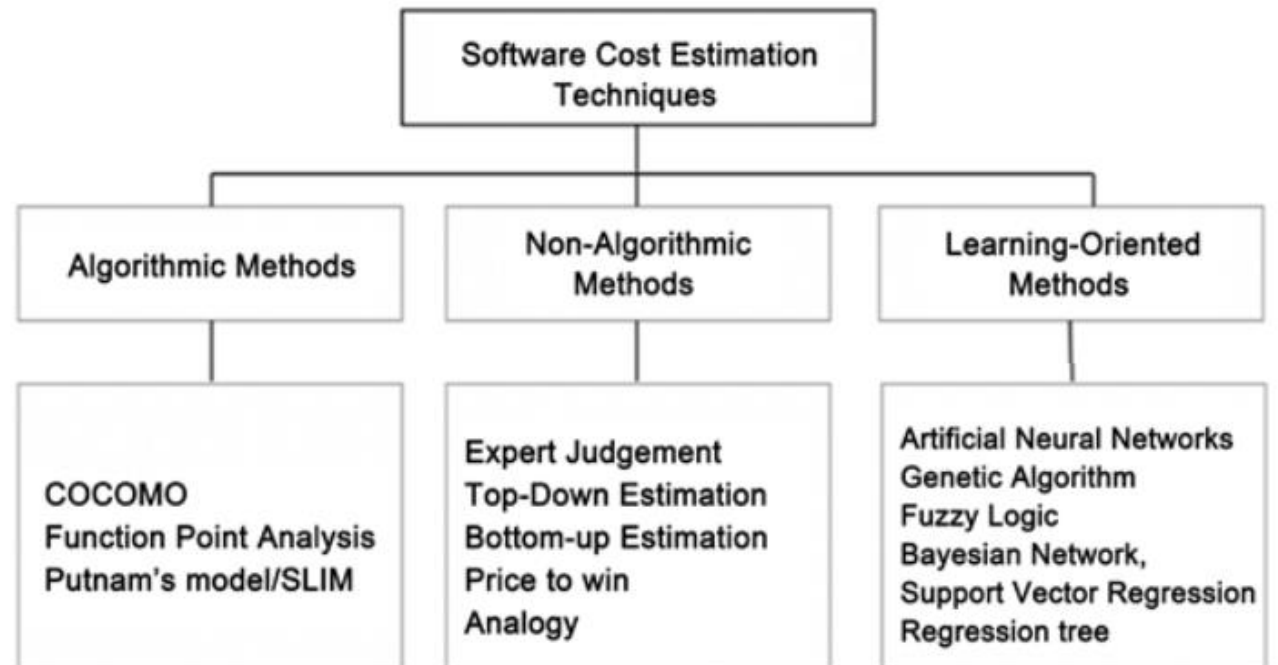 Software Cost Estimation
Techniques
Algorithmic Methods
Non-Algorithmic
Methods
Learning-Oriented
Methods
COCOMO
Function Point Analysis
Putnam's model/SLIM
Expert Judgement
Top-Down Estimation
Bottom-up Estimation
Price to win
Analogy
Artificial Neural Networks
Genetic Algorithm
Fuzzy Logic
Bayesian Network,
Support Vector Regression
Regression tree